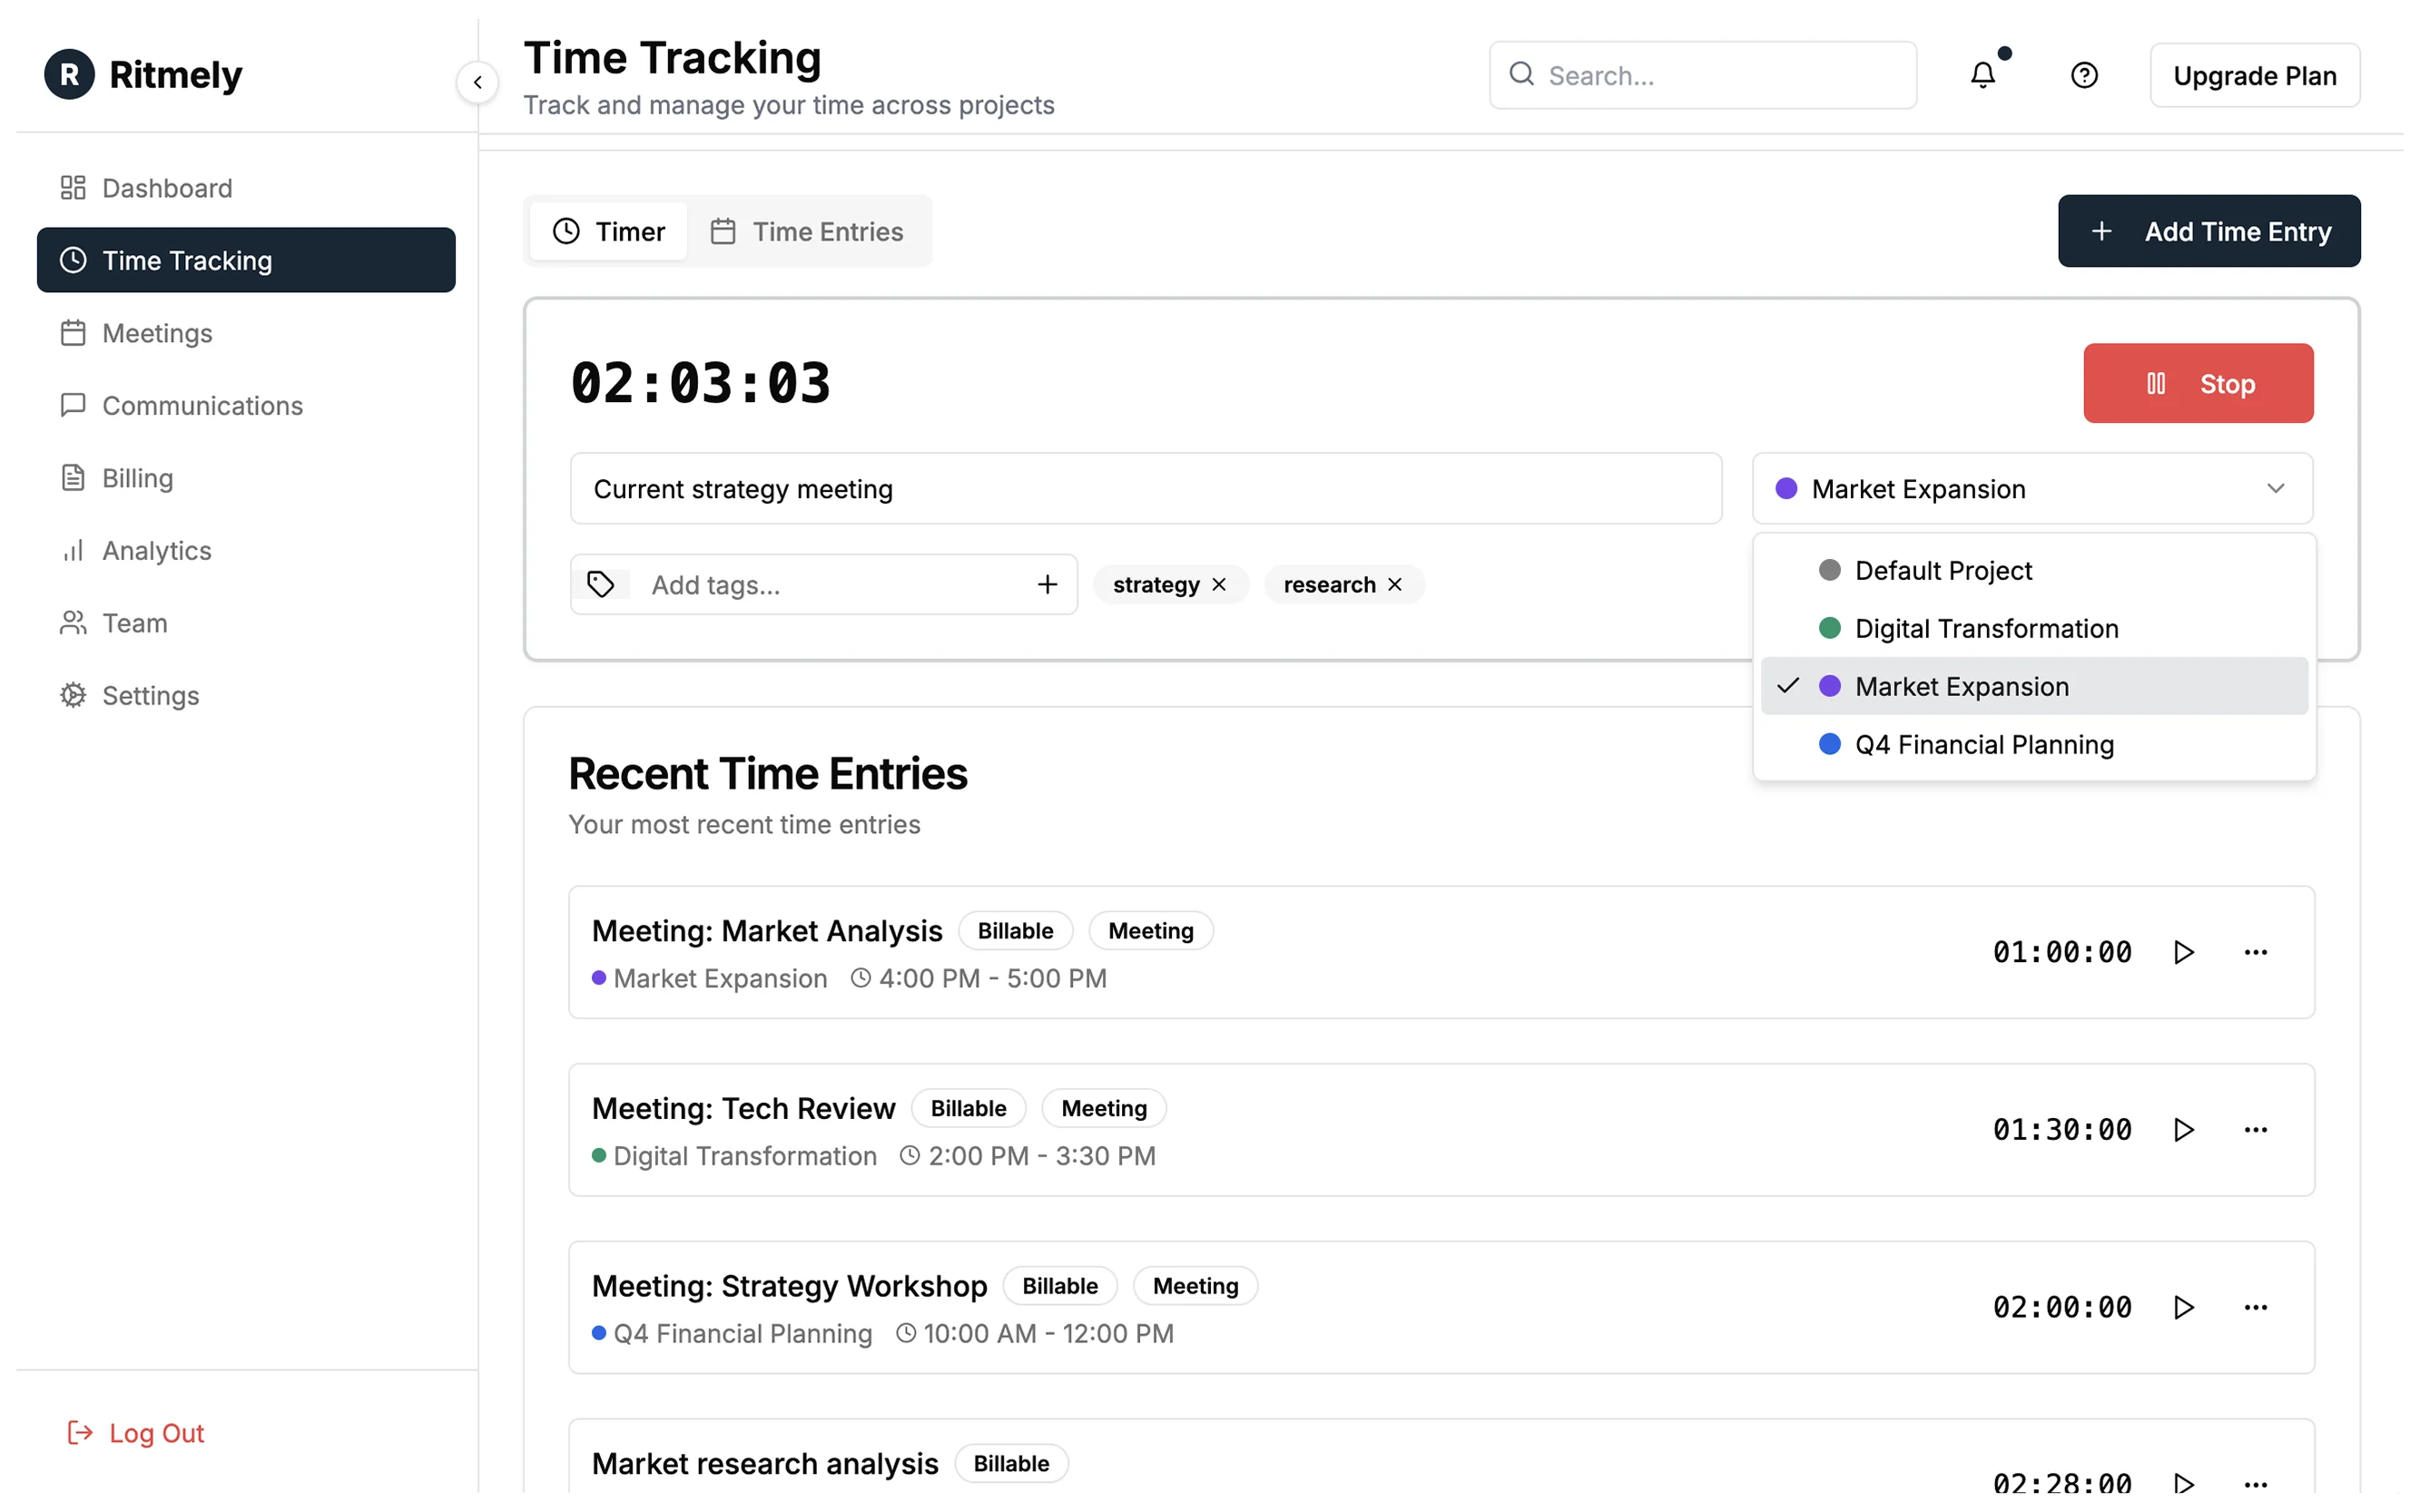 R Ritmely
Dashboard
Time Tracking
Meetings
Communications
Billing
Analytics
Team
Settings
Log Out
Time Tracking
Track and manage your time across projects
Search...
Upgrade Plan
Timer
Time Entries
Add Time Entry
02:03:03
Stop
Current strategy meeting
Market Expansion
Add tags...
strategy
research
Default Project
Digital Transformation
Market Expansion
Q4 Financial Planning
Recent Time Entries
Your most recent time entries
Meeting: Market Analysis Billable Meeting
Market Expansion 4:00 PM - 5:00 PM
01:00:00
Meeting: Tech Review Billable Meeting
Digital Transformation 2:00 PM - 3:30 PM
01:30:00
Meeting: Strategy Workshop Billable Meeting
Q4 Financial Planning 10:00 AM - 12:00 PM
02:00:00
Market research analysis Billable
02:28:00